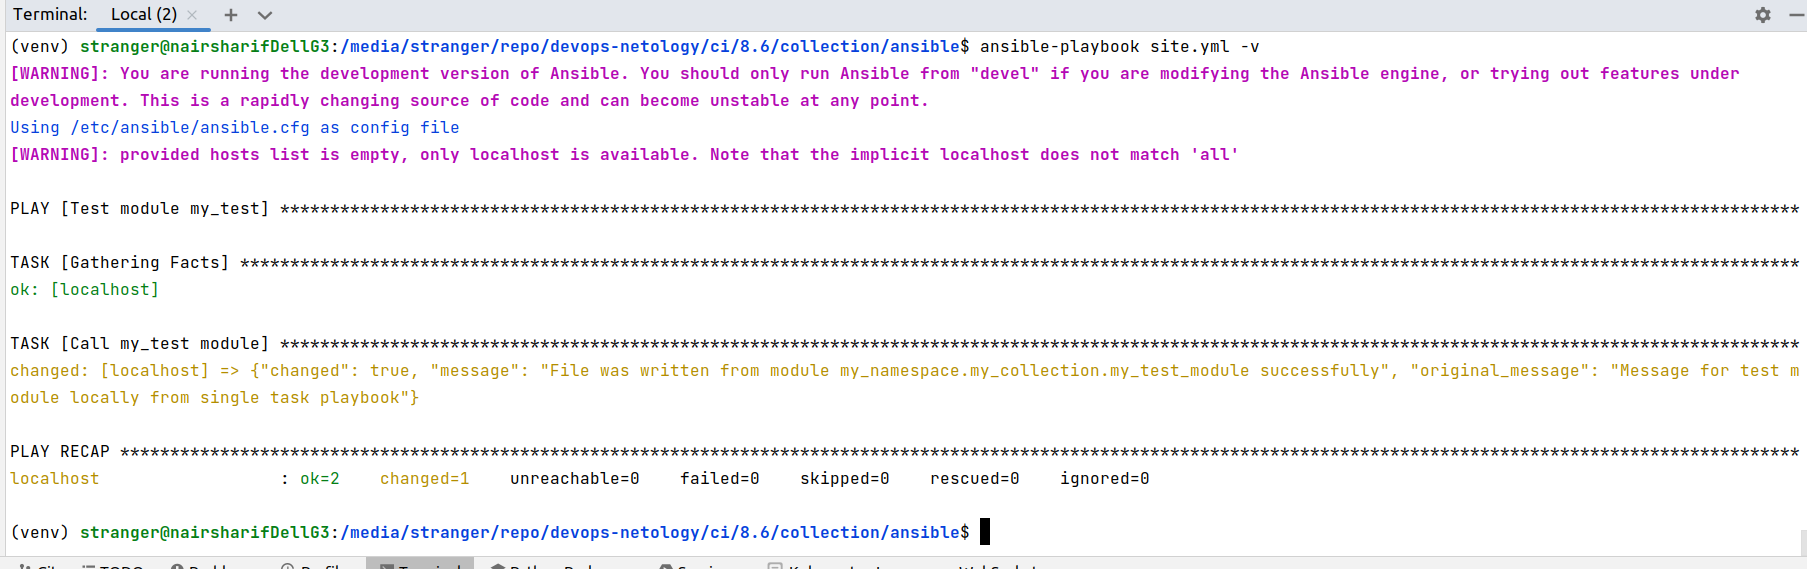 Terminal: Local (2) × + 
(venv) stranger@nairsharifDellG3:/media/stranger/repo/devops-netology/ci/8.6/collection/ansible$ ansible-playbook site.yml -v
[WARNING]: You are running the development version of Ansible. You should only run Ansible from "devel" if you are modifying the Ansible engine, or trying out features under
development. This is a rapidly changing source of code and can become unstable at any point.
Using /etc/ansible/ansible.cfg as config file
[WARNING]: provided hosts list is empty, only localhost is available. Note that the implicit localhost does not match 'all'
PLAY [Test module my_test] ********************************************************************************************************************************************************
TASK [Gathering Facts] ************************************************************************************************************************************************************
ok: [localhost]
TASK [Call my_test module] ********************************************************************************************************************************************************
changed: [localhost] => {"changed": true, "message": "File was written from module my_namespace.my_collection.my_test_module successfully", "original_message": "Message for test m
odule locally from single task playbook"}
PLAY RECAP ************************************************************************************************************************************************************************
localhost                  : ok=2    changed=1    unreachable=0    failed=0    skipped=0    rescued=0    ignored=0
(venv) stranger@nairsharifDellG3:/media/stranger/repo/devops-netology/ci/8.6/collection/ansible$